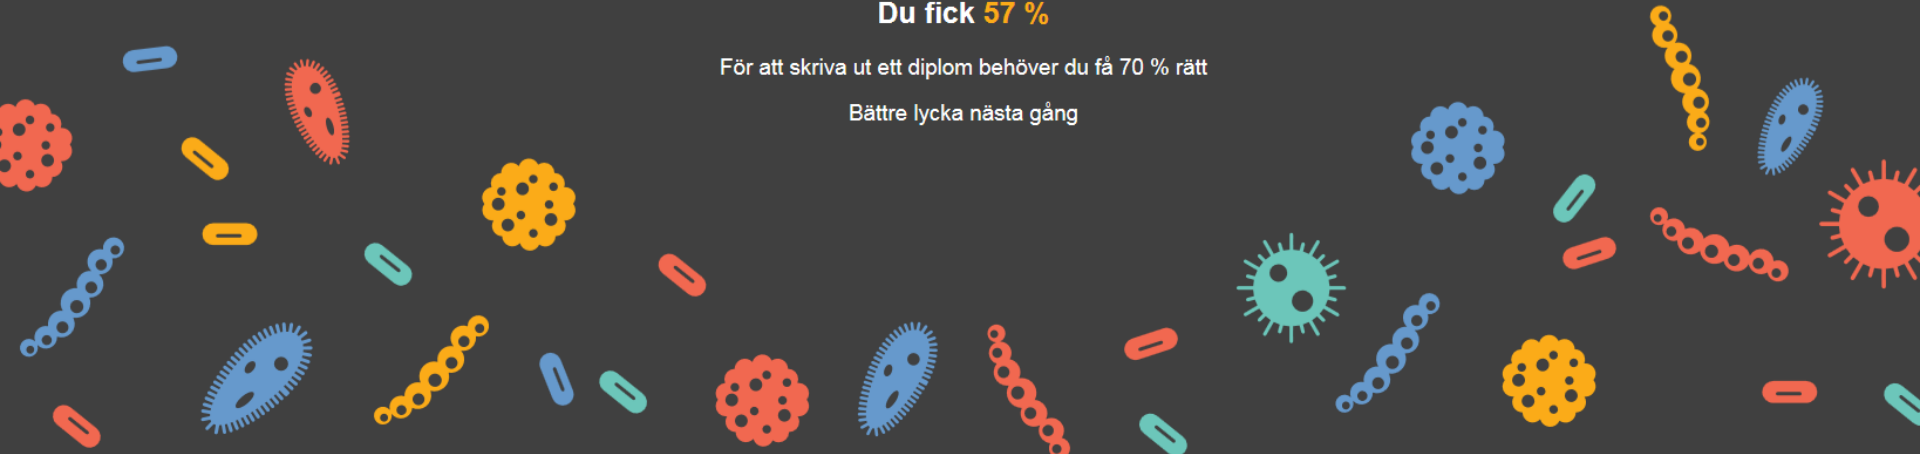 Du fick 57 %
För att skriva ut ett diplom behöver du få 70 % rätt
Bättre lycka nästa gång